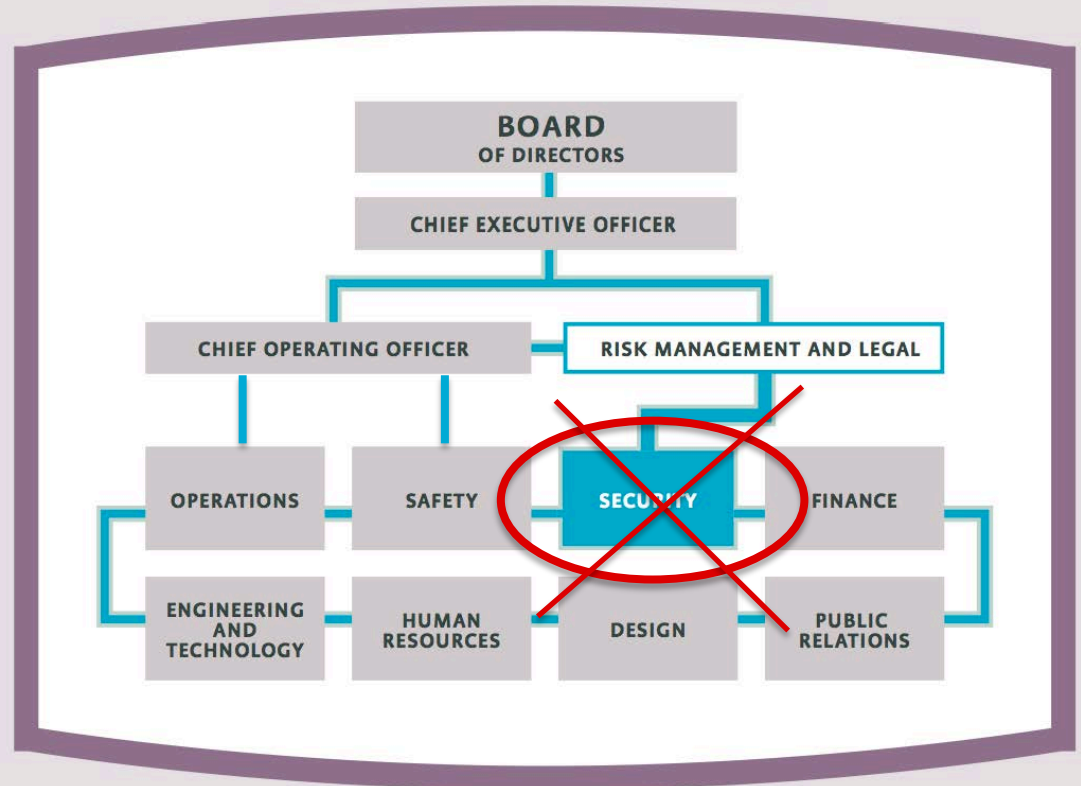 BOARD
OF DIRECTORS
CHIEF EXECUTIVE OFFICER
CHIEF OPERATING OFFICER
RISK MANAGEMENT AND LEGAL
OPERATIONS
SAFETY
SECURITY
FINANCE
ENGINEERING
AND
TECHNOLOGY
HUMAN
RESOURCES
DESIGN
PUBLIC
RELATIONS